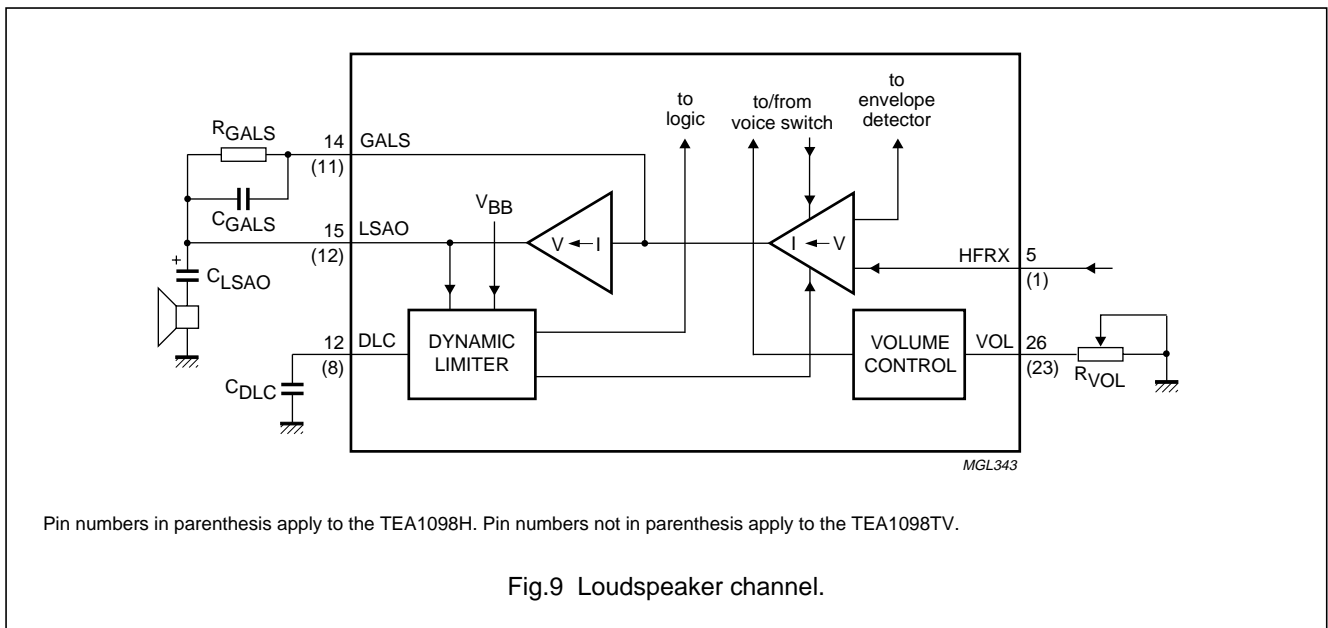 to
logic
to/from
voice switch
to
envelope
detector
RGALS
14
(11)
GALS
CGALS
VBB
V ← I
I ← V
15
(12)
LSAO
CLSAO
+
HFRX
5
(1)
12
(8)
DLC
CDLC
DYNAMIC
LIMITER
VOLUME
CONTROL
VOL
26
(23)
RVOL
MGL343
Pin numbers in parenthesis apply to the TEA1098H. Pin numbers not in parenthesis apply to the TEA1098TV.
Fig.9 Loudspeaker channel.